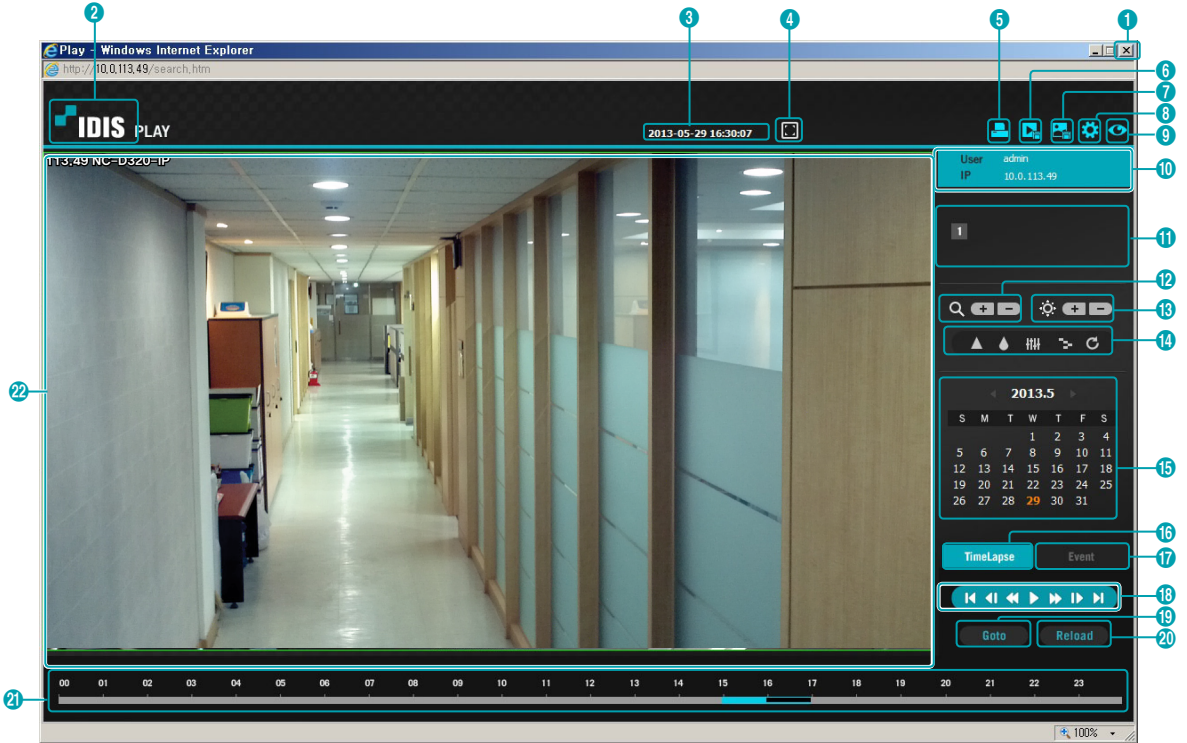 2
3
4
5
1
Play - Windows Internet Explorer
http://10.0.113.49/search.htm
6
7
8
9
IDIS PLAY
2013-05-29 16:30:07
113.49 NC-D320-IP
User admin
IP 10.0.113.49
10
1
11
12
13
14
22
2013.5
S M T W T F S
1 2 3 4
5 6 7 8 9 10 11
12 13 14 15 16 17 18
19 20 21 22 23 24 25
26 27 28 29 30 31
15
16
TimeLapse Event
17
18
19
Goto Reload
20
00 01 02 03 04 05 06 07 08 09 10 11 12 13 14 15 16 17 18 19 20 21 22 23
21
100%